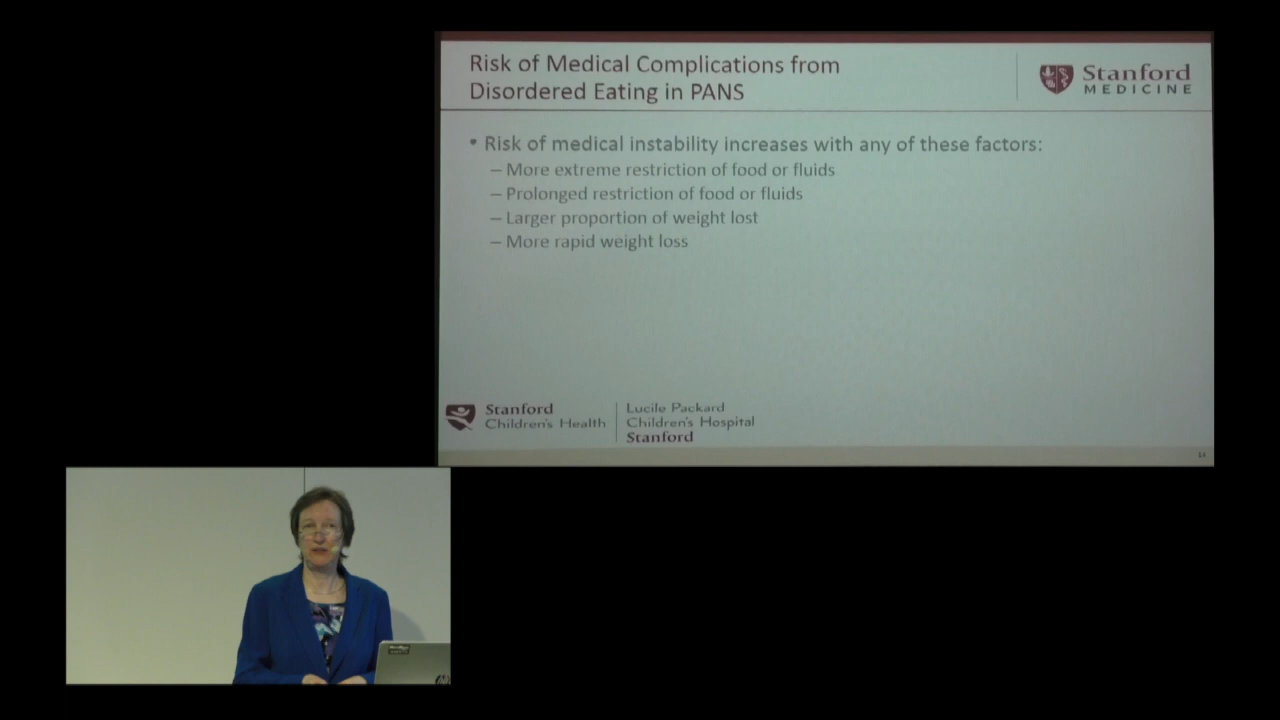 Risk of Medical Complications from
Disordered Eating in PANS
Stanford
MEDICINE
• Risk of medical instability increases with any of these factors:
– More extreme restriction of food or fluids
– Prolonged restriction of food or fluids
– Larger proportion of weight lost
– More rapid weight loss
Stanford
Children's Health
Lucile Packard
Children's Hospital
Stanford
14
hp